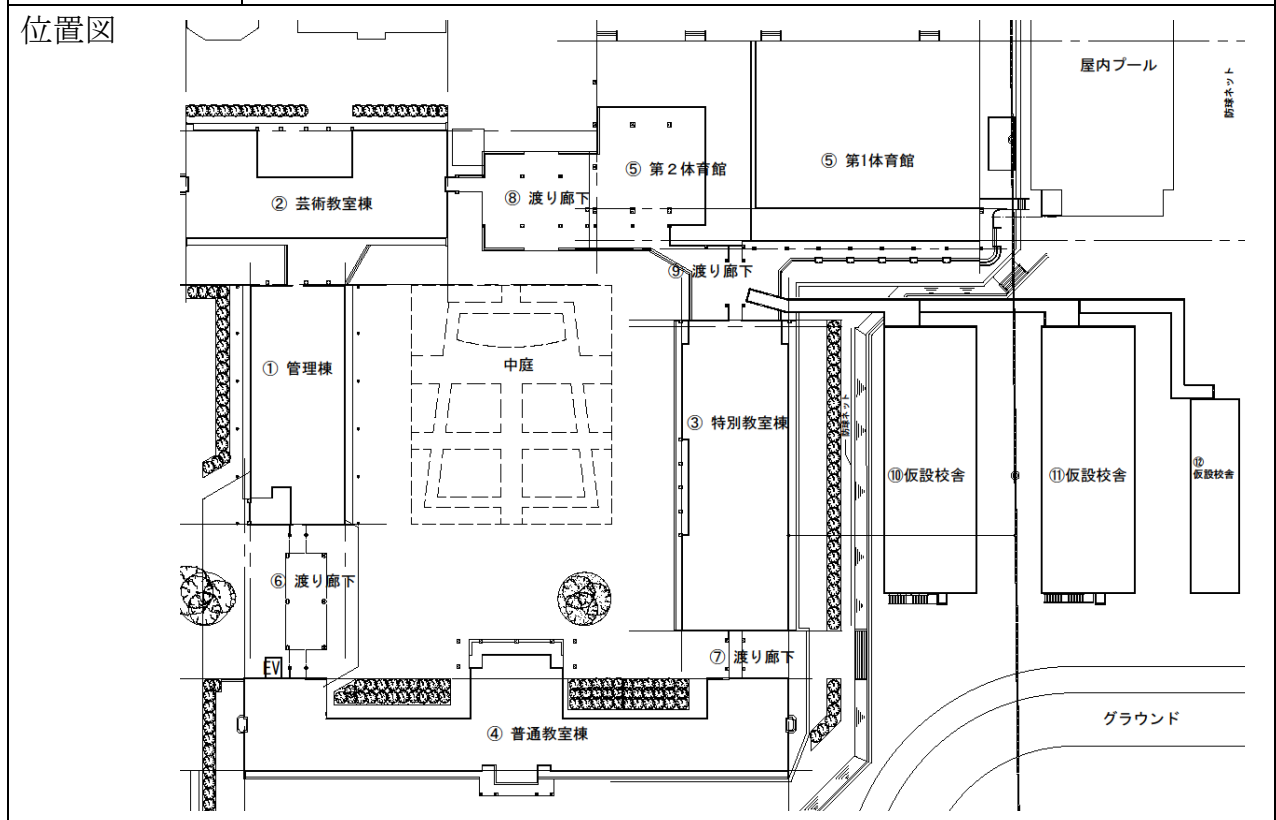 位置図
屋内プール
防球ネット
⑤ 第1体育館
⑤ 第2体育館
② 芸術教室棟
⑧ 渡り廊下
⑨ 渡り廊下
① 管理棟
中庭
③ 特別教室棟
防球ネット
⑩仮設校舎
⑪仮設校舎
⑫
仮設校舎
⑥ 渡り廊下
EV
⑦ 渡り廊下
④ 普通教室棟
グラウンド